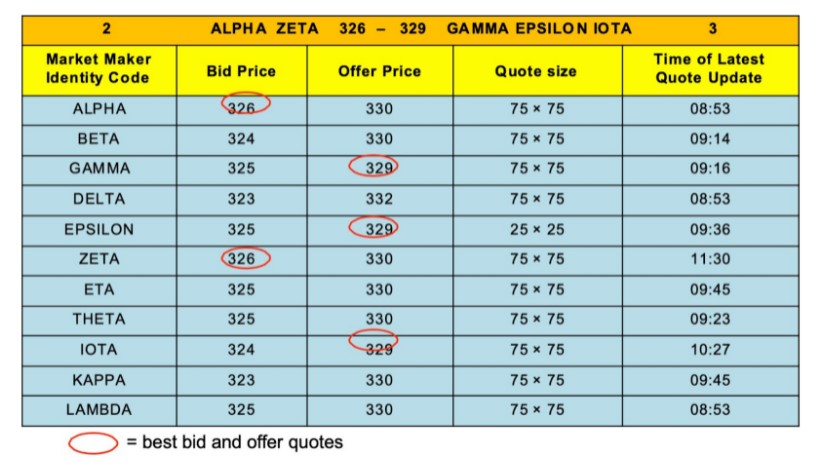 2 ALPHA ZETA 326 – 329 GAMMA EPSILON IOTA 3
Market Maker Identity Code Bid Price Offer Price Quote size Time of Latest Quote Update
ALPHA 326 330 75 × 75 08:53
BETA 324 330 75 × 75 09:14
GAMMA 325 329 75 × 75 09:16
DELTA 323 332 75 × 75 08:53
EPSILON 325 329 25 × 25 09:36
ZETA 326 330 75 × 75 11:30
ETA 325 330 75 × 75 09:45
THETA 325 330 75 × 75 09:23
IOTA 324 329 75 × 75 10:27
KAPPA 323 330 75 × 75 09:45
LAMBDA 325 330 75 × 75 08:53
= best bid and offer quotes